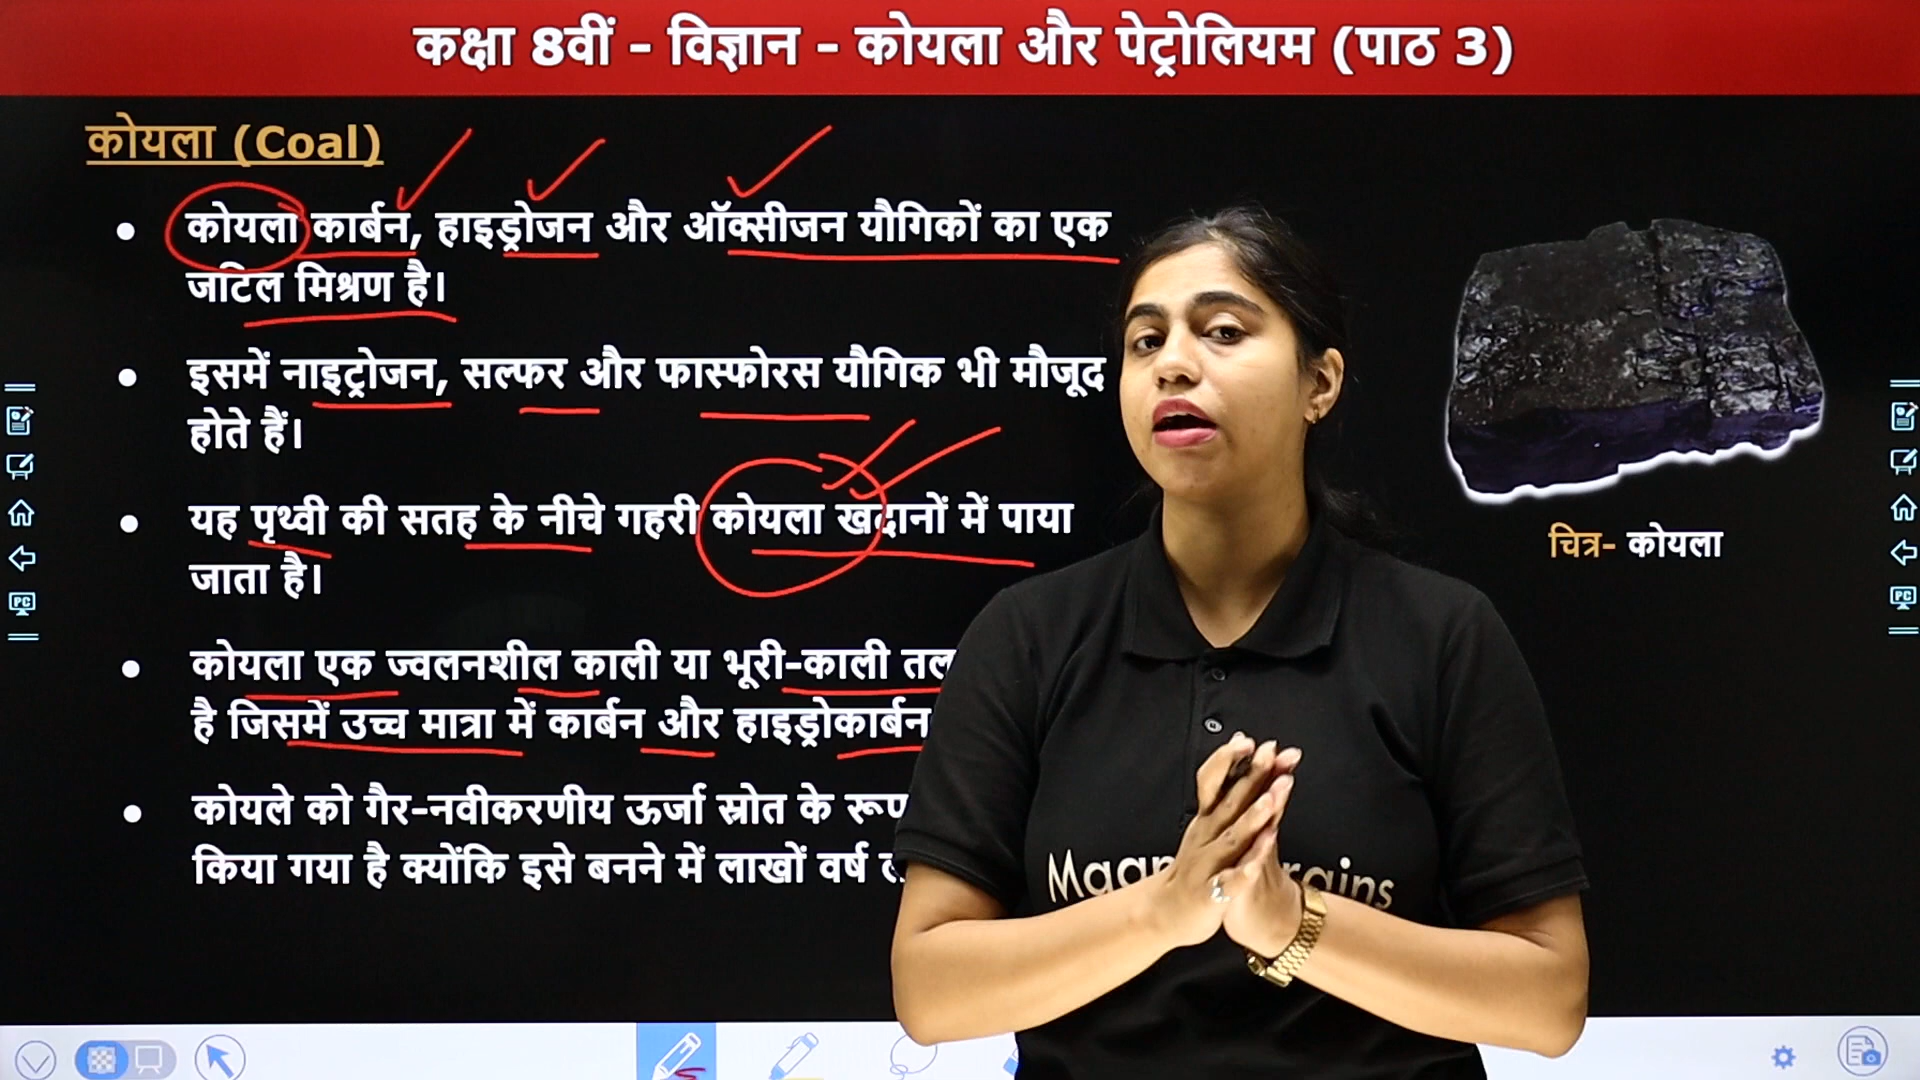 कक्षा 8वीं - विज्ञान - कोयला और पेट्रोलियम (पाठ 3)
कोयला (Coal)
कोयला कार्बन, हाइड्रोजन और ऑक्सीजन यौगिकों का एक
जटिल मिश्रण है।
इसमें नाइट्रोजन, सल्फर और फास्फोरस यौगिक भी मौजूद
होते हैं।
यह पृथ्वी की सतह के नीचे गहरी कोयला खदानों में पाया
जाता है।
कोयला एक ज्वलनशील काली या भूरी-काली
है जिसमें उच्च मात्रा में कार्बन और हाइड्रोकार्बन
कोयले को गैर-नवीकरणीय ऊर्जा स्रोत के
किया गया है क्योंकि इसे बनने में लाखों वर्ष
चित्र- कोयला
PC
PC